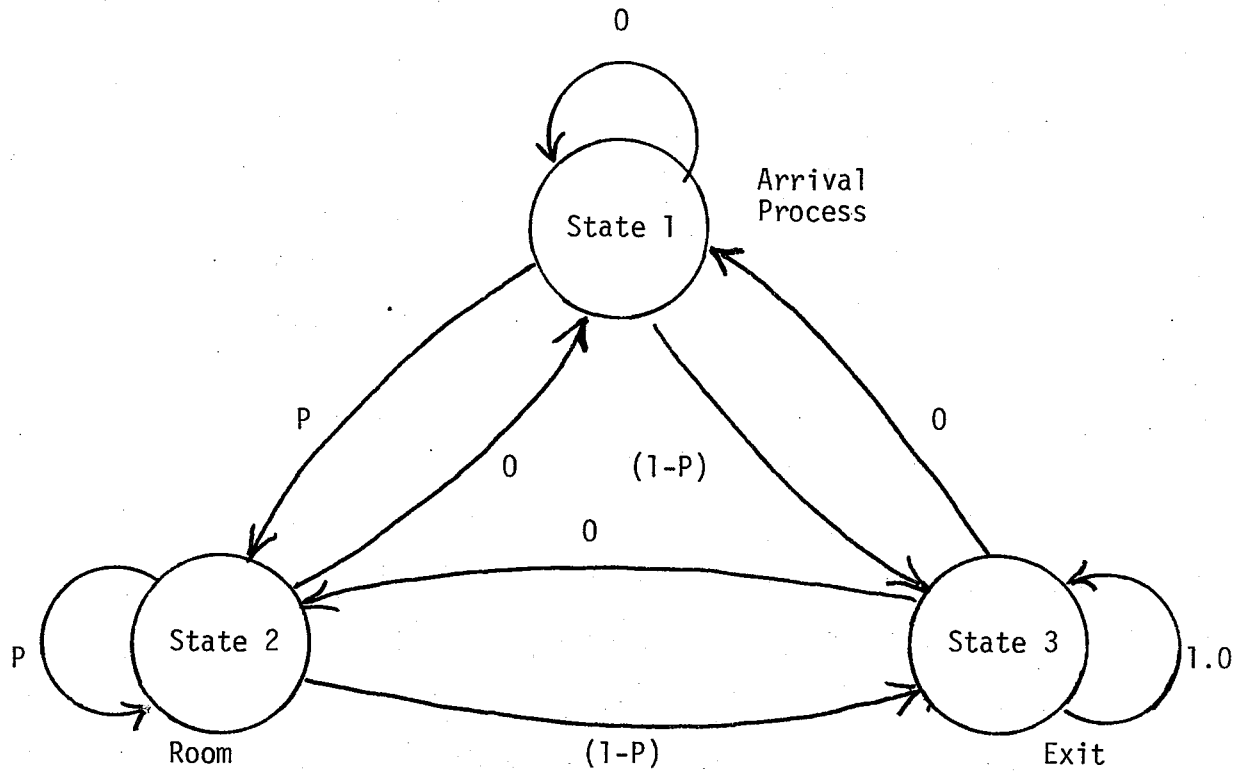 0
Arrival
Process
State 1
P
0
(1-P)
0
0
State 2
State 3
P
1.0
Room
(1-P)
Exit